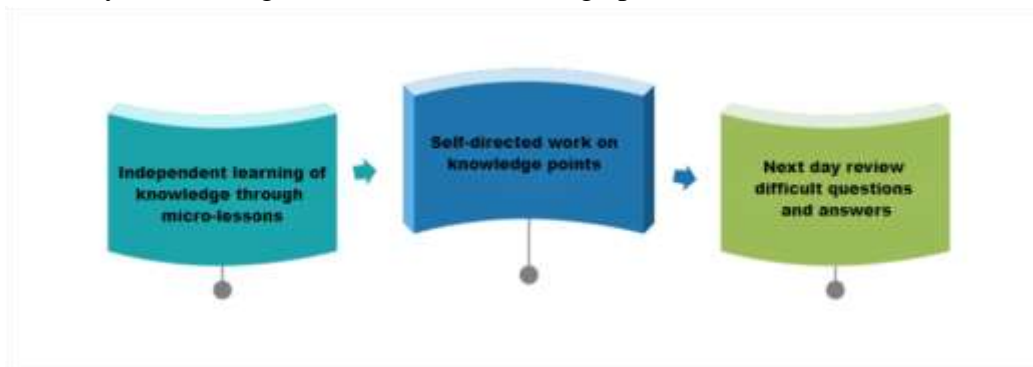 Independent learning of
knowledge through
micro-lessons
Self-directed work on
knowledge points
Next day review
difficult questions
and answers